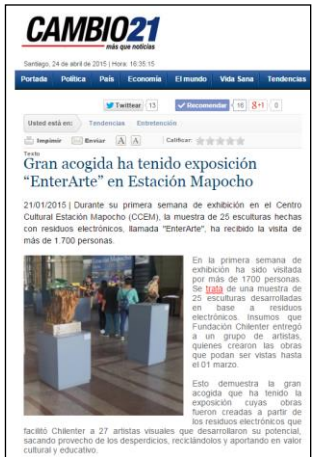 CAMBIO21
más que noticias
Santiago, 24 de abril de 2015 | Hora: 16:35:15
Portada Política País Economía El mundo Vida Sana Tendencias
Twittear 13 Recomendar 16 g+1 0
Usted está en: Tendencias Entretención
Imprimir Enviar A A Calificar:
Texto
Gran acogida ha tenido exposición
“EnterArte” en Estación Mapocho
21/01/2015 | Durante su primera semana de exhibición en el Centro
Cultural Estación Mapocho (CCEM), la muestra de 25 esculturas hechas
con residuos electrónicos, llamada "EnterArte", ha recibido la visita de
más de 1.700 personas.
En la primera semana de
exhibición ha sido visitada
por más de 1700 personas.
Se trata de una muestra de
25 esculturas desarrolladas
en base a residuos
electrónicos. Insumos que
Fundación Chilenter entregó
a un grupo de artistas,
quienes crearon las obras
que podan ser vistas hasta
el 01 marzo.
Esto demuestra la gran
acogida que ha tenido la
exposición cuyas obras
fueron creadas a partir de
los residuos electrónicos que
facilitó Chilenter a 27 artistas visuales que desarrollaron su potencial,
sacando provecho de los desperdicios, reciclándolos y aportando en valor
cultural y educativo.